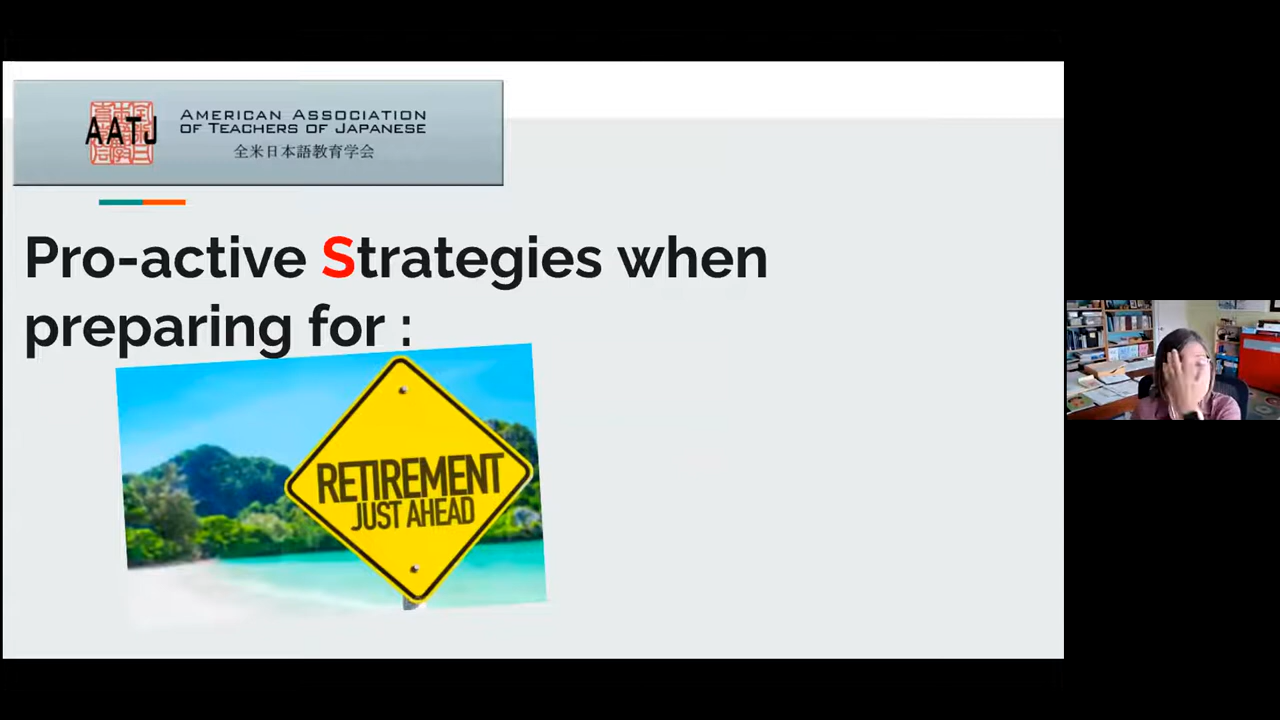 AATJ
AMERICAN ASSOCIATION
OF TEACHERS OF JAPANESE
全米日本語教育学会
Pro-active Strategies when
preparing for :
RETIREMENT
JUST AHEAD